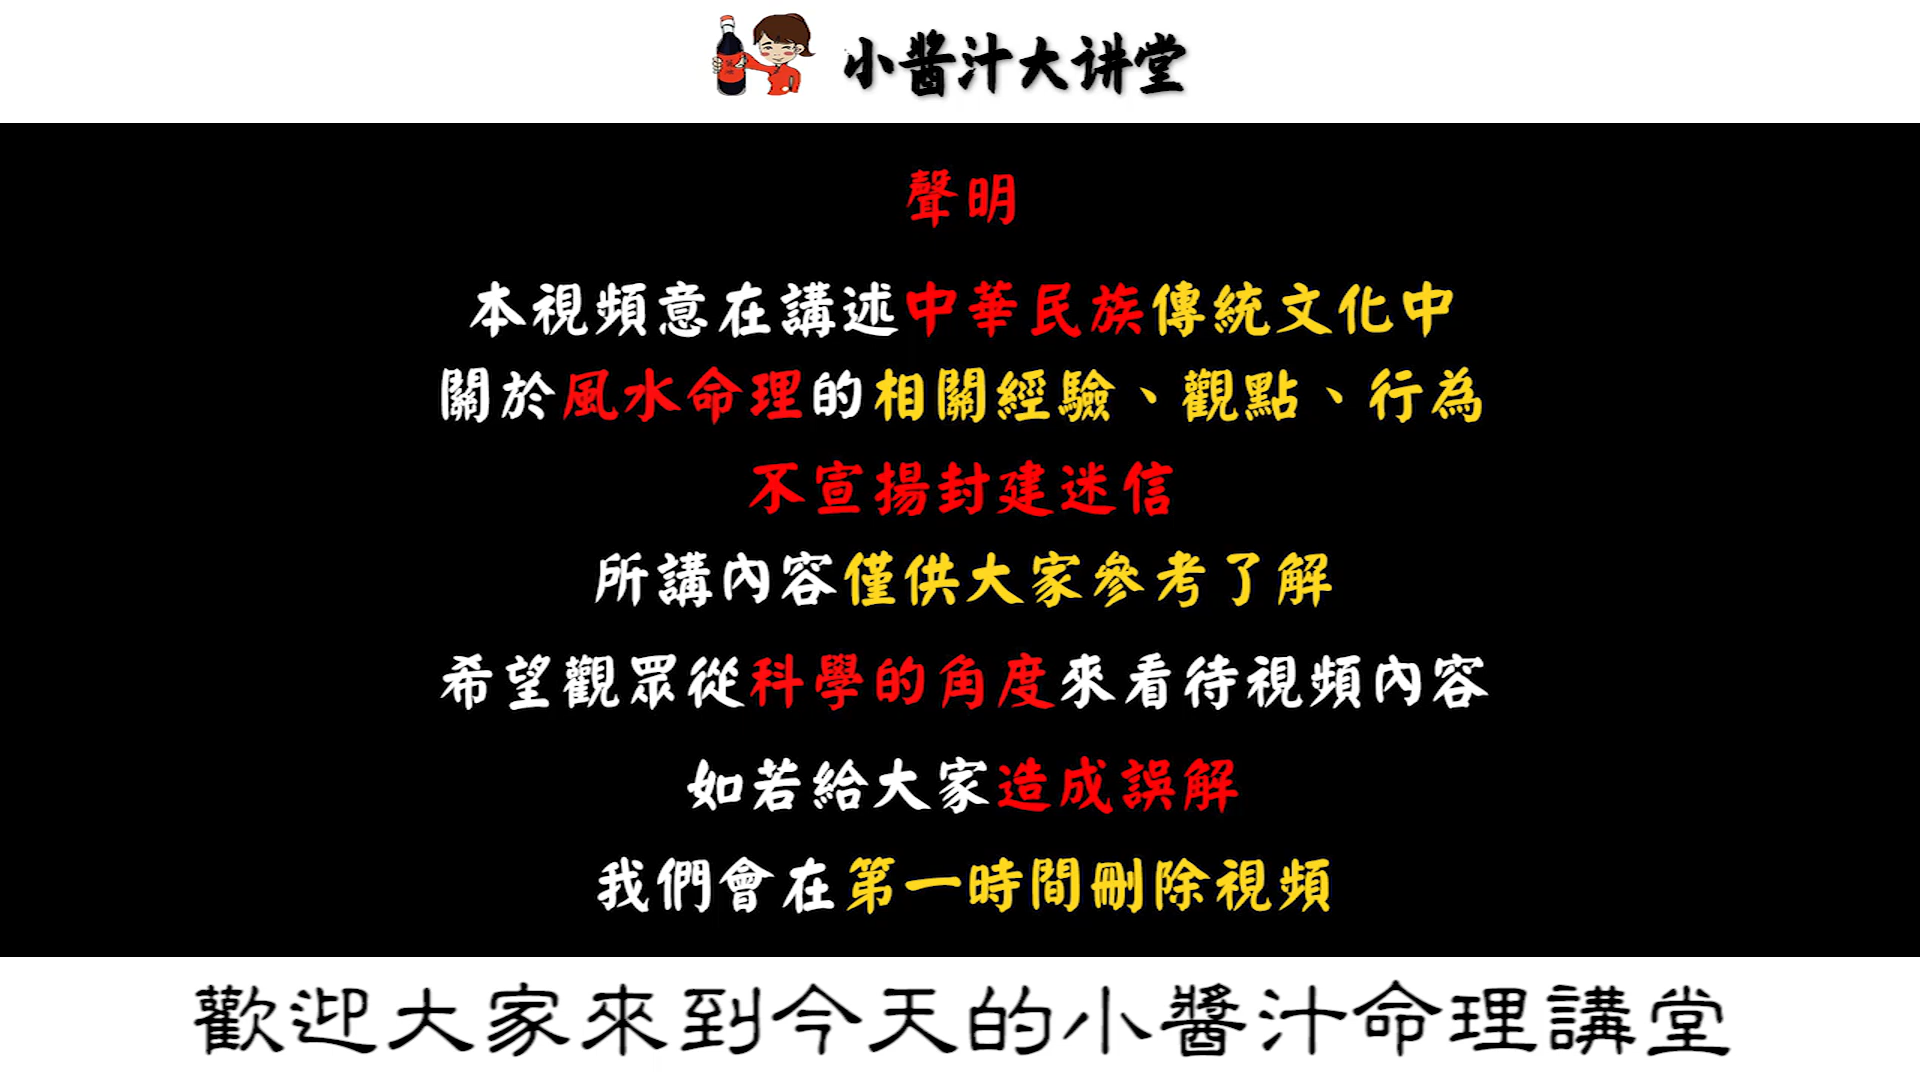 小酱汁大讲堂
聲明
本視頻意在講述中華民族傳統文化中
關於風水命理的相關經驗、觀點、行為
不宣揚封建迷信
所講內容僅供大家參考了解
希望觀眾從科學的角度來看待視頻內容
如若給大家造成誤解
我們會在第一時間刪除視頻
歡迎大家來到今天的小醬汁命理講堂